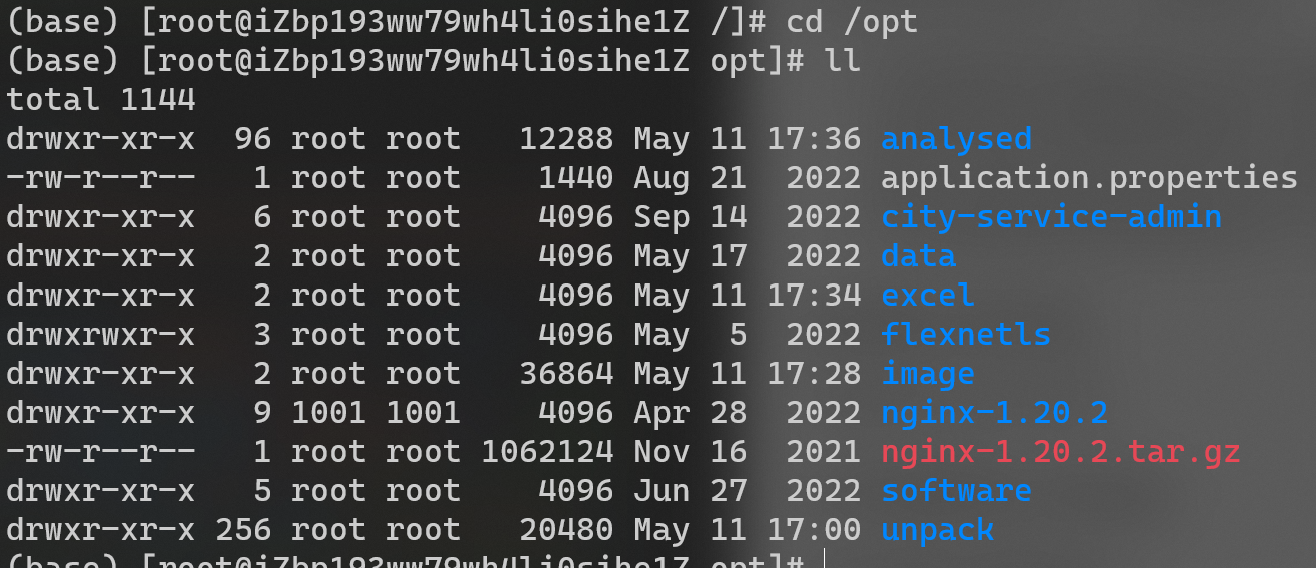 (base) [root@iZbp193ww79wh4li0sihe1Z /]# cd /opt
(base) [root@iZbp193ww79wh4li0sihe1Z opt]# ll
total 1144
drwxr-xr-x  96 root root   12288 May 11 17:36 analysed
-rw-r--r--   1 root root    1440 Aug 21  2022 application.properties
drwxr-xr-x   6 root root    4096 Sep 14  2022 city-service-admin
drwxr-xr-x   2 root root    4096 May 17  2022 data
drwxr-xr-x   2 root root    4096 May 11 17:34 excel
drwxrwxr-x   3 root root    4096 May  5  2022 flexnetls
drwxr-xr-x   2 root root   36864 May 11 17:28 image
drwxr-xr-x   9 1001 1001    4096 Apr 28  2022 nginx-1.20.2
-rw-r--r--   1 root root 1062124 Nov 16  2021 nginx-1.20.2.tar.gz
drwxr-xr-x   5 root root    4096 Jun 27  2022 software
drwxr-xr-x 256 root root   20480 May 11 17:00 unpack
(base) [root@iZbp193ww79wh4li0sihe1Z opt]#